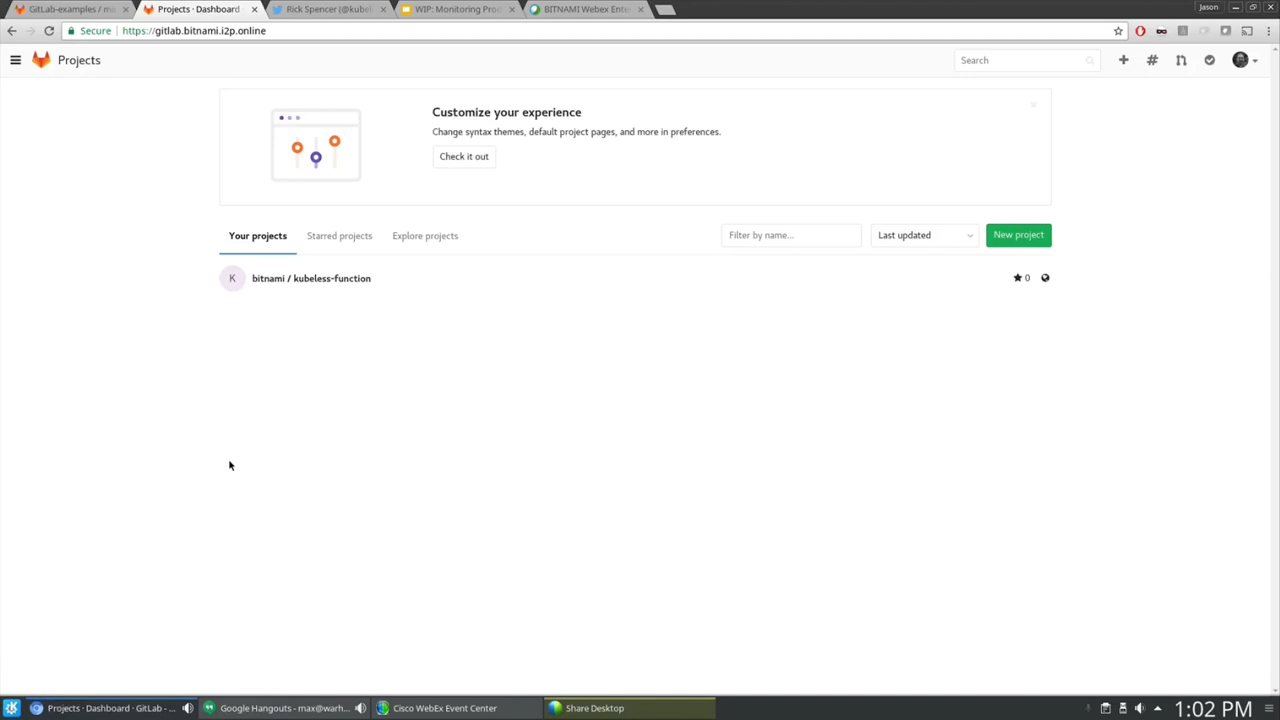 GitLab-examples / m
Projects · Dashboard
Rick Spencer (@kubel
WIP: Monitoring Prod
BITNAMI Webex Ente
Jason
Secure
https://gitlab.bitnami.i2p.online
Projects
Search
Customize your experience
Change syntax themes, default project pages, and more in preferences.
Check it out
Your projects
Starred projects
Explore projects
Filter by name...
Last updated
New project
K
bitnami / kubeless-function
0
Projects · Dashboard · GitLab - ...
Google Hangouts - max@warh...
Cisco WebEx Event Center
Share Desktop
1:02 PM